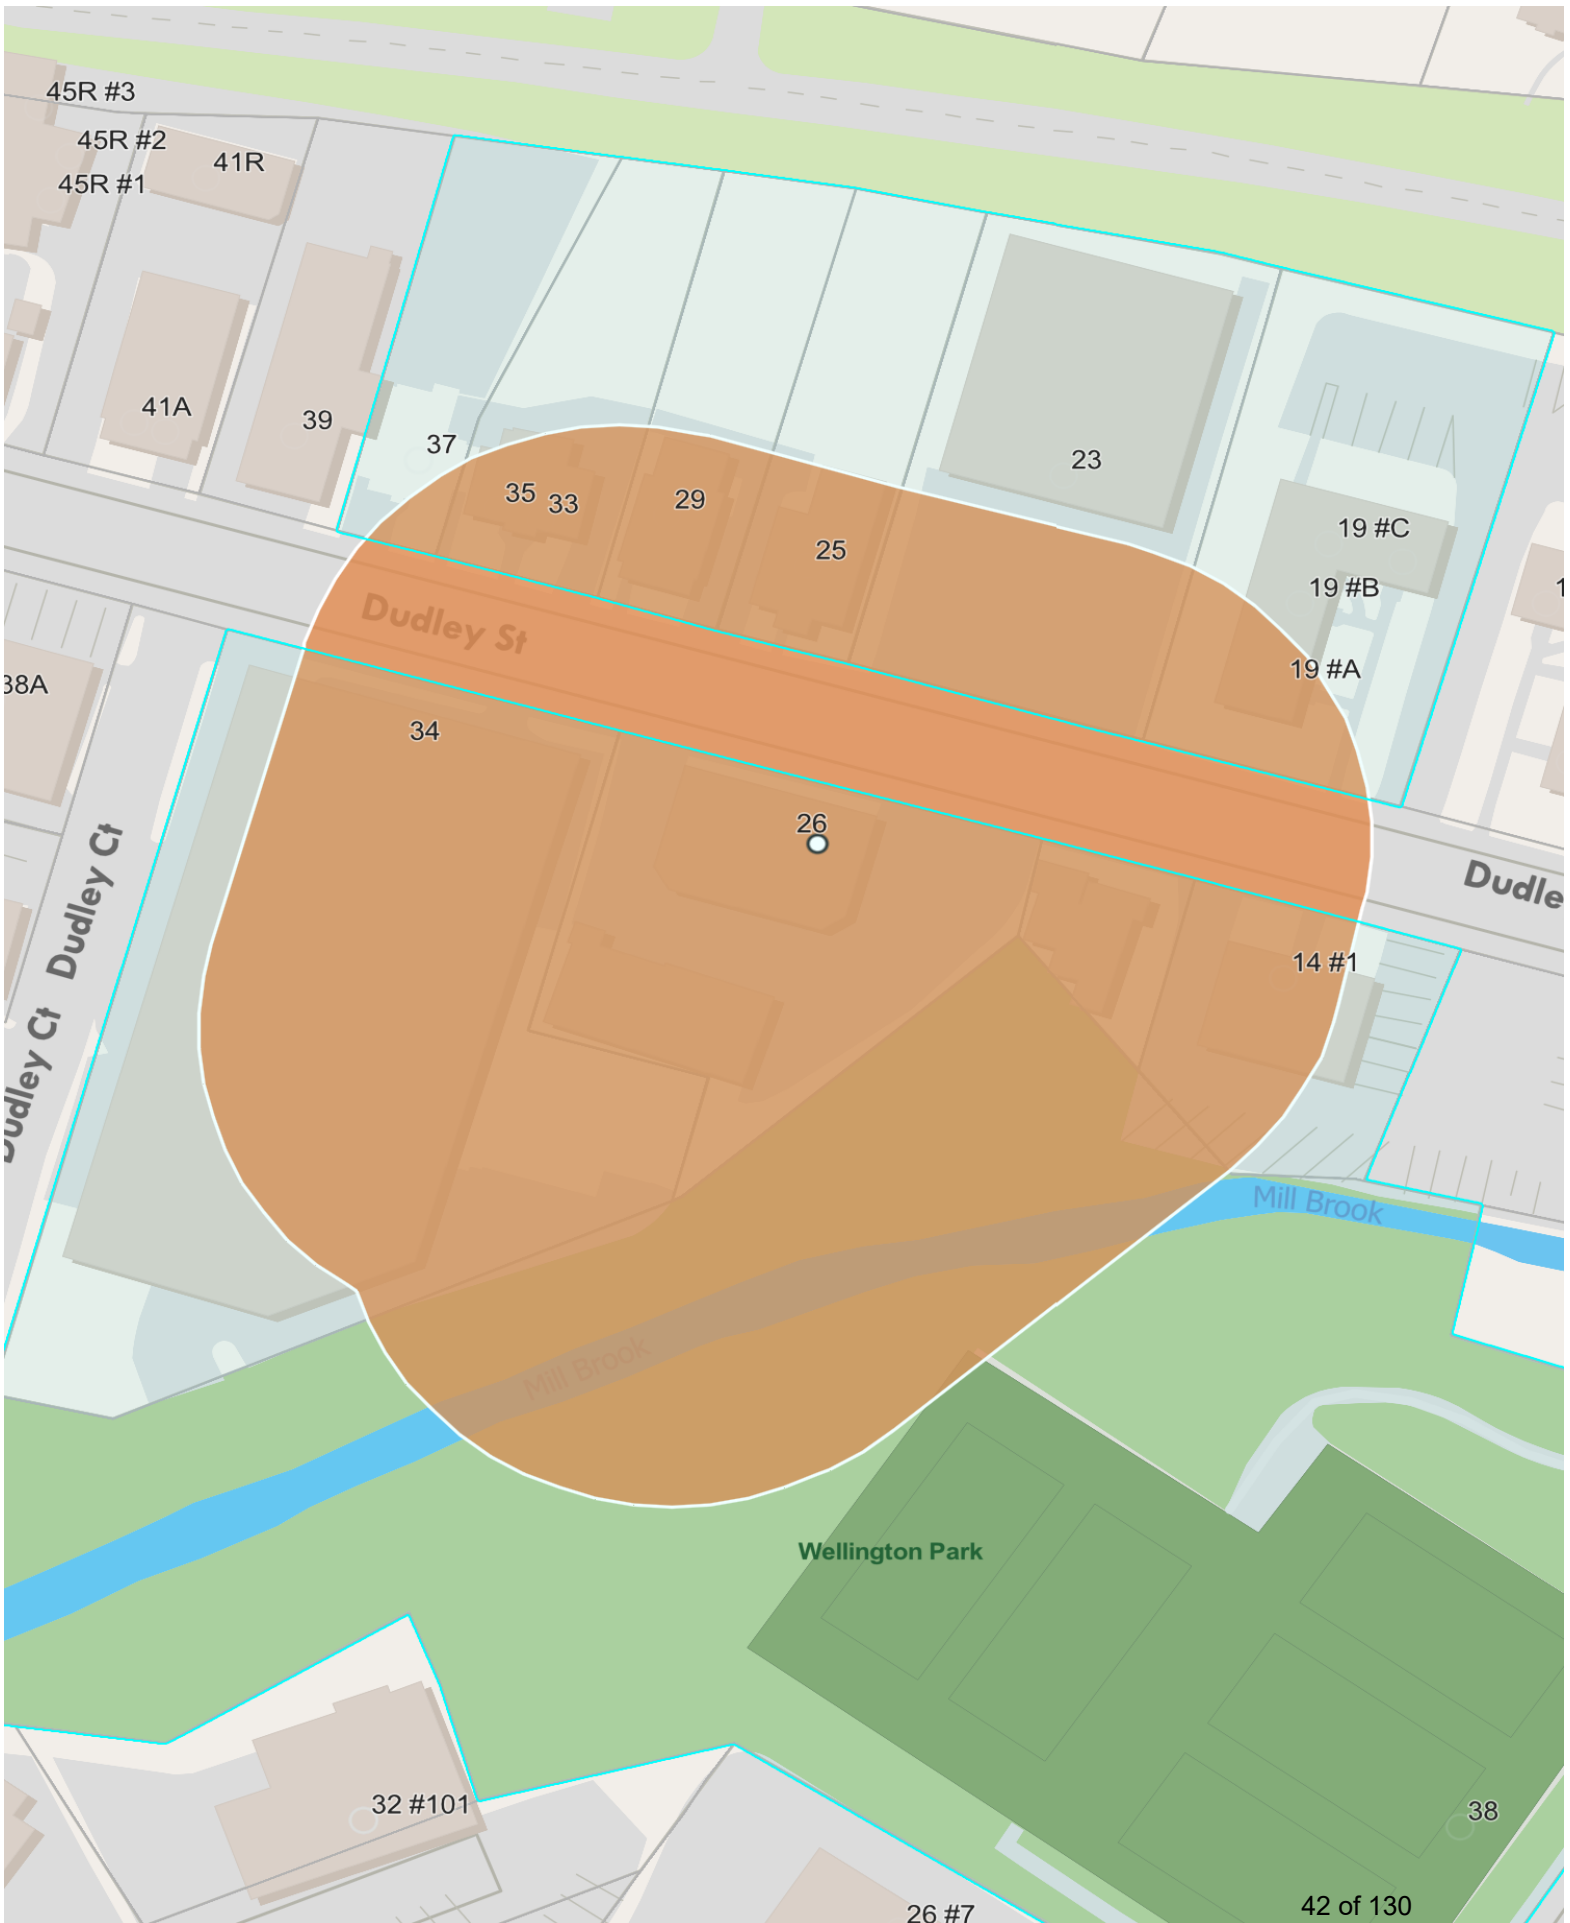 45R #3
45R #2
41R
45R #1
41A
39
37
23
35
33
29
25
19 #C
19 #B
19 #A
Dudley St
38A
34
26
Dudley Ct
Dudle
14 #1
Dudley Ct
Mill Brook
Mill Brook
Wellington Park
32 #101
38
42 of 130
26 #7